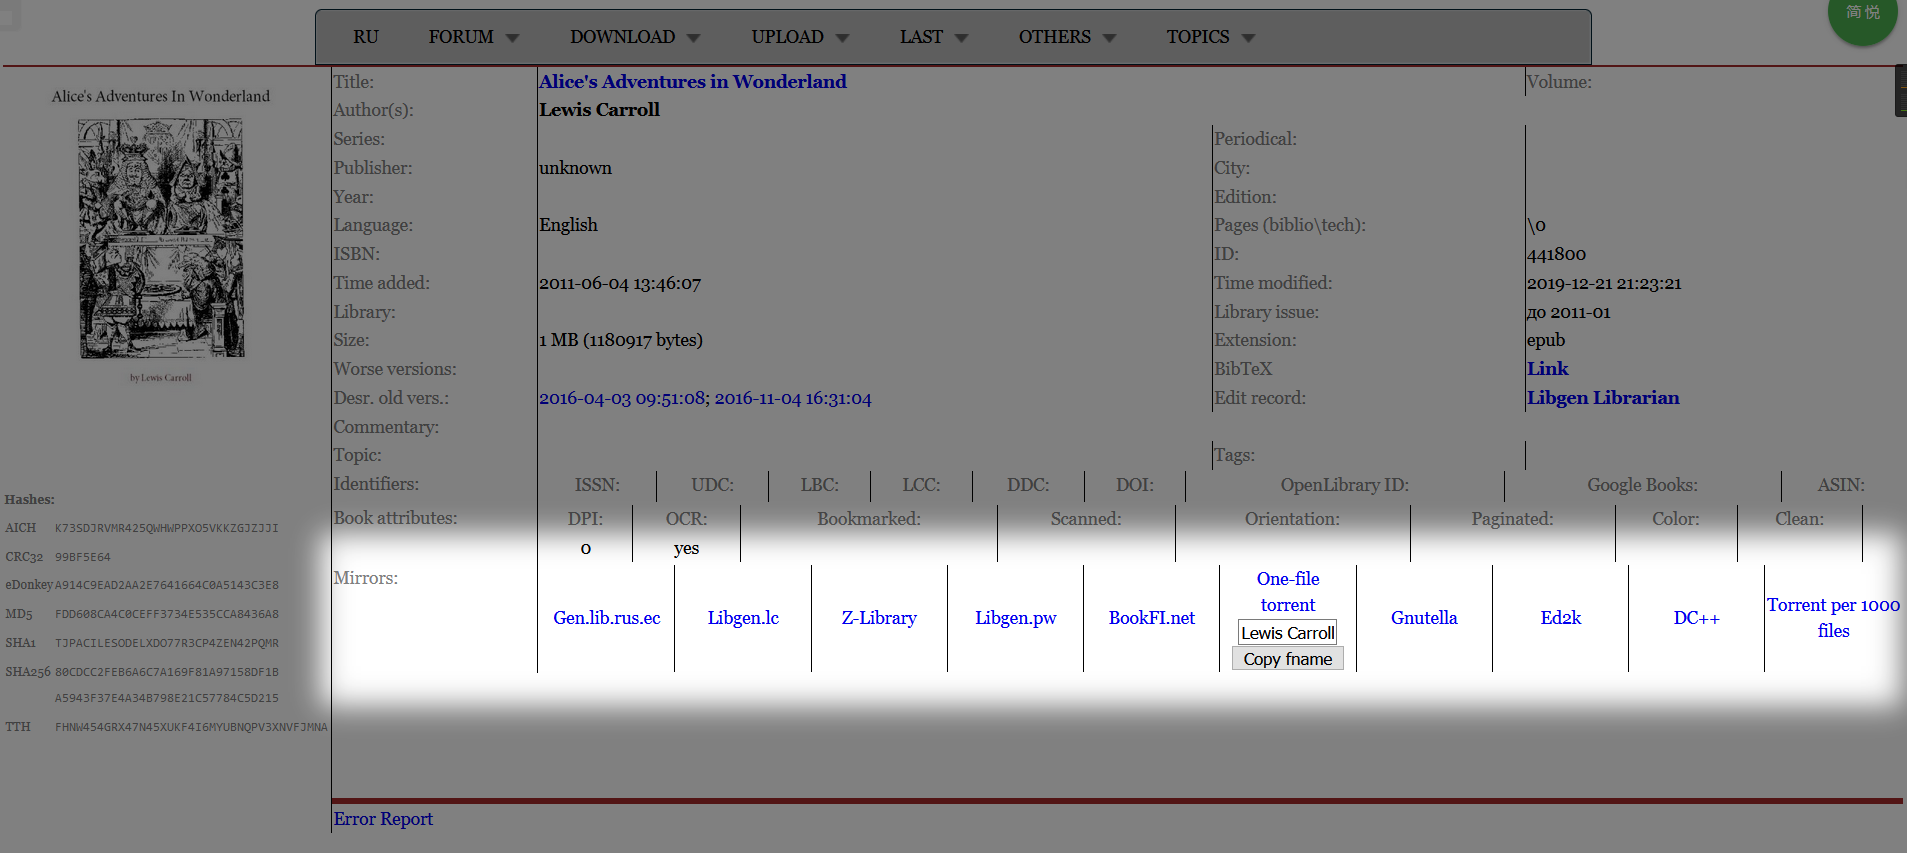 简悦
RU FORUM DOWNLOAD UPLOAD LAST OTHERS TOPICS
Alice's Adventures In Wonderland
by Lewis Carroll
Hashes:
AICH K73SDJRVMR425QWHWPPXO5VKKZGJZJJI
CRC32 99BF5E64
eDonkey A914C9EAD2AA2E7641664C0A5143C3E8
MD5 FDD608CA4C0CEFF3734E535CCA8436A8
SHA1 TJPACILESODELXDO77R3CP4ZEN42PQMR
SHA256 80CDCC2FEB6A6C7A169F81A97158DF1B
A5943F37E4A34B798E21C57784C5D215
TTH FHNW454GRX47N45XUKF4I6MYUBNQPV3XNVFJMNA
Title: Alice's Adventures in Wonderland Volume:
Author(s): Lewis Carroll
Series: Periodical:
Publisher: unknown City:
Year: Edition:
Language: English Pages (biblio\tech): \0
ISBN: ID: 441800
Time added: 2011-06-04 13:46:07 Time modified: 2019-12-21 21:23:21
Library: Library issue: до 2011-01
Size: 1 MB (1180917 bytes) Extension: epub
Worse versions: BibTeX Link
Desr. old vers.: 2016-04-03 09:51:08; 2016-11-04 16:31:04 Edit record: Libgen Librarian
Commentary:
Topic: Tags:
Identifiers: ISSN: UDC: LBC: LCC: DDC: DOI: OpenLibrary ID: Google Books: ASIN:
Book attributes: DPI: OCR: Bookmarked: Scanned: Orientation: Paginated: Color: Clean:
0 yes
Mirrors: Gen.lib.rus.ec Libgen.lc Z-Library Libgen.pw BookFI.net
One-file
torrent
Lewis Carroll
Copy fname
Gnutella Ed2k DC++
Torrent per 1000
files
Error Report